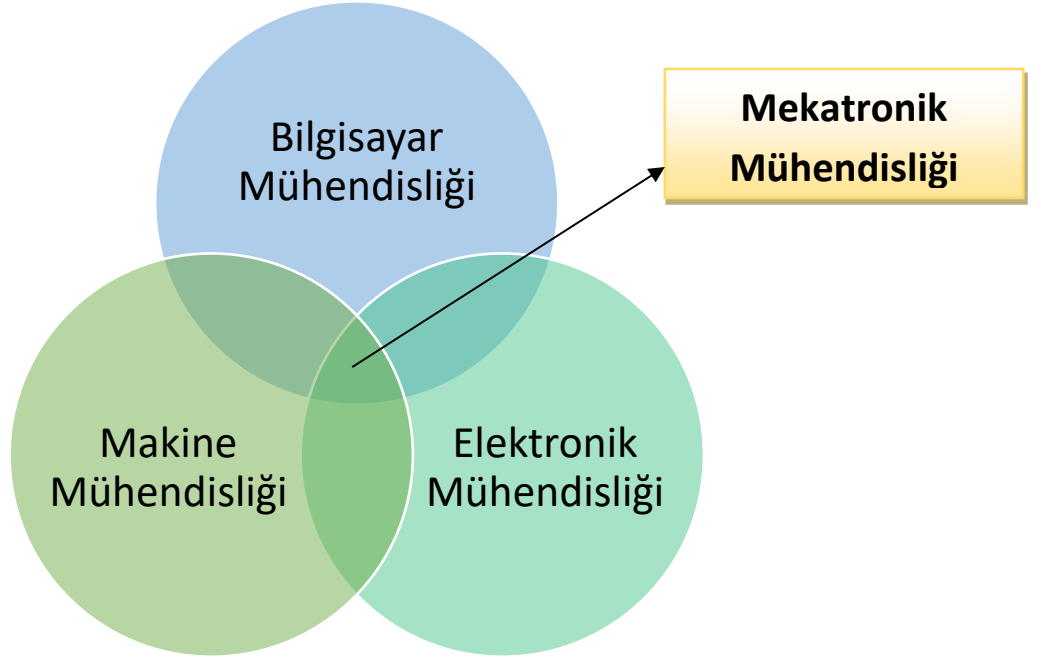 Bilgisayar
Mühendisliği
Mekatronik
Mühendisliği
Makine
Mühendisliği
Elektronik
Mühendisliği